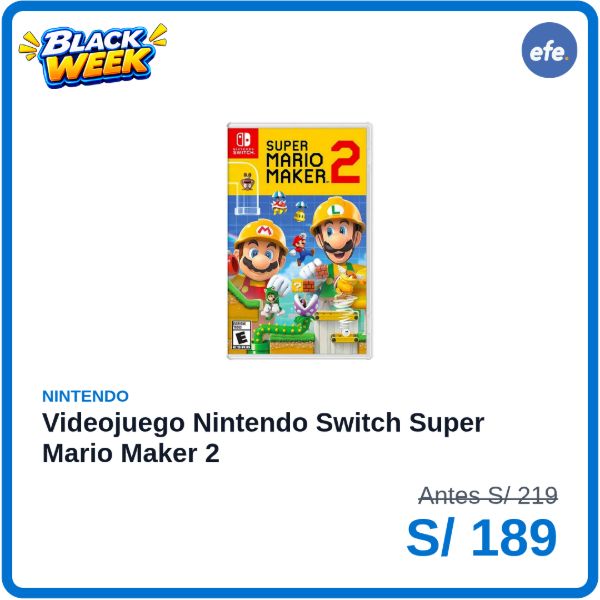 BLACK
WEEK
efe.
NINTENDO
SWITCH
SUPER
MARIO
MAKER 2
M
L
E
NINTENDO
Videojuego Nintendo Switch Super
Mario Maker 2
Antes S/ 219
S/ 189